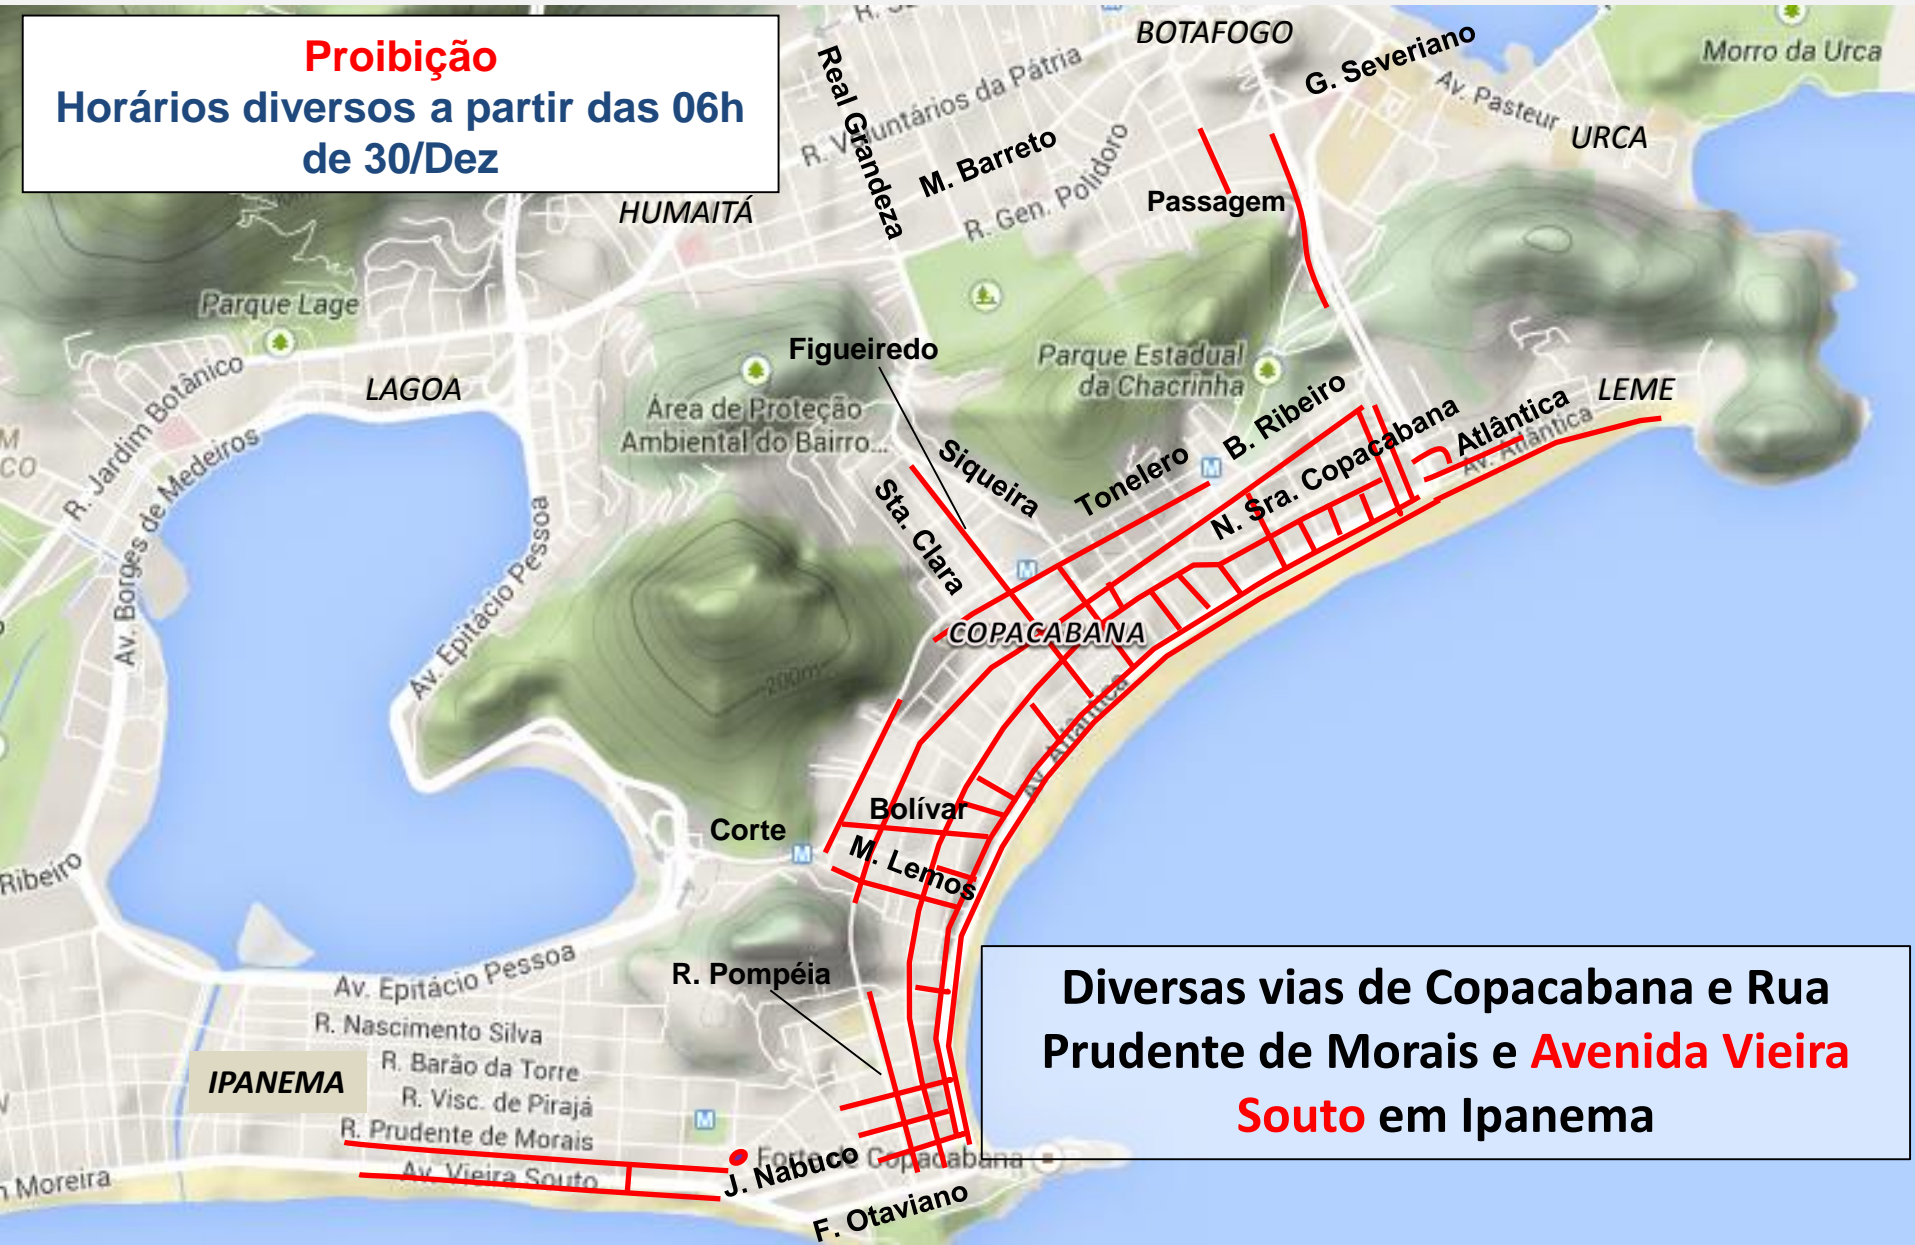 Proibição
Horários diversos a partir das 06h
de 30/Dez
BOTAFOGO
G. Severiano
Morro da Urca
Real Grandeza
R. Voluntários da Pátria
Av. Pasteur
URCA
M. Barreto
R. Gen. Polidoro
Passagem
HUMAITÁ
Parque Lage
Figueiredo
Parque Estadual
da Chacrinha
LAGOA
R. Jardim Botânico
Área de Proteção
Ambiental do Bairro...
B. Ribeiro
LEME
Atlântica
Av. Atlântica
N. Sra. Copacabana
M
CO
Av. Borges de Medeiros
Siqueira
Tonelero
M
Sta. Clara
Av. Epitácio Pessoa
M
COPACABANA
200m
Av. Atlântica
Bolívar
Corte
M
M. Lemos
Ribeiro
R. Pompéia
Av. Epitácio Pessoa
R. Nascimento Silva
R. Barão da Torre
IPANEMA
R. Visc. de Pirajá
M
R. Prudente de Morais
Av. Vieira Souto
Moreira
Forte de Copacabana
J. Nabuco
F. Otaviano
Diversas vias de Copacabana e Rua
Prudente de Morais e Avenida Vieira
Souto em Ipanema